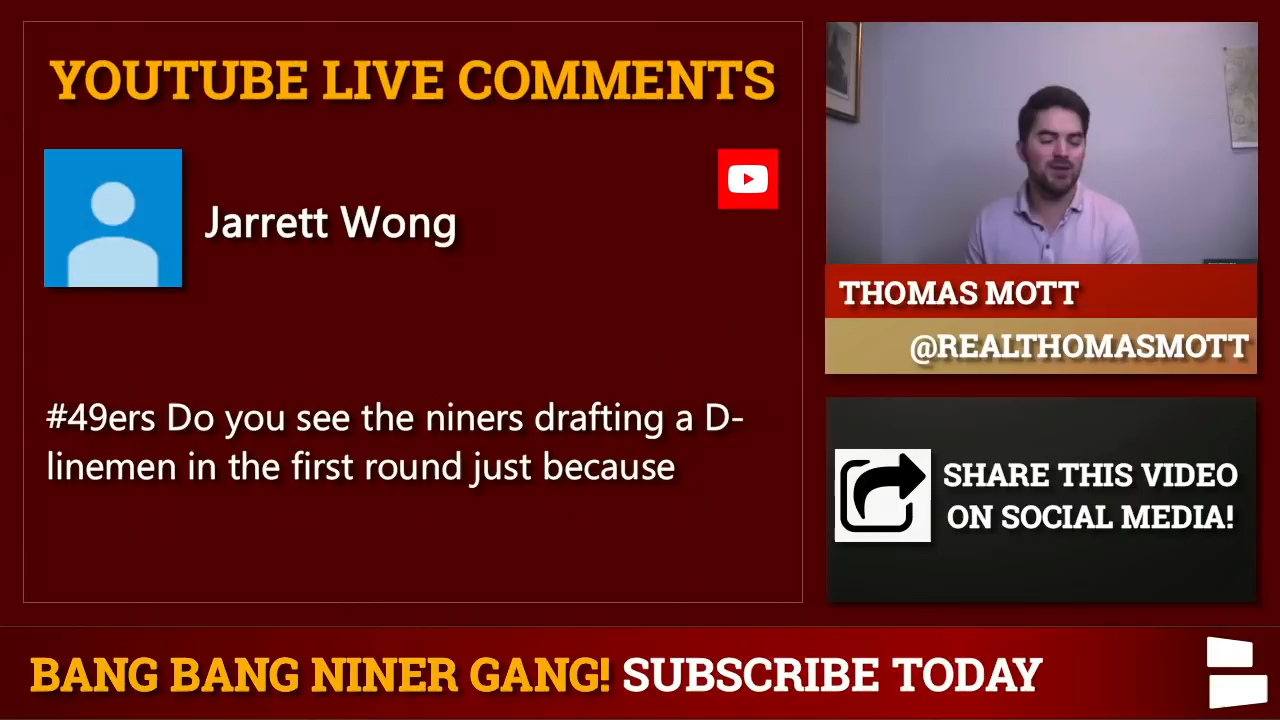 YOUTUBE LIVE COMMENTS
Jarrett Wong
#49ers Do you see the niners drafting a D-
linemen in the first round just because
THOMAS MOTT
@REALTHOMASMOTT
SHARE THIS VIDEO
ON SOCIAL MEDIA!
BANG BANG NINER GANG! SUBSCRIBE TODAY